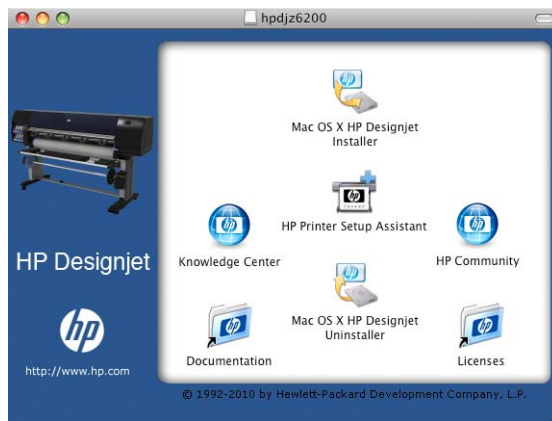 hpdjz6200
Mac OS X HP Designjet
Installer
HP Printer Setup Assistant
Knowledge Center
HP Community
HP Designjet
Mac OS X HP Designjet
Uninstaller
hp
Documentation
Licenses
http://www.hp.com
© 1992-2010 by Hewlett-Packard Development Company, L.P.